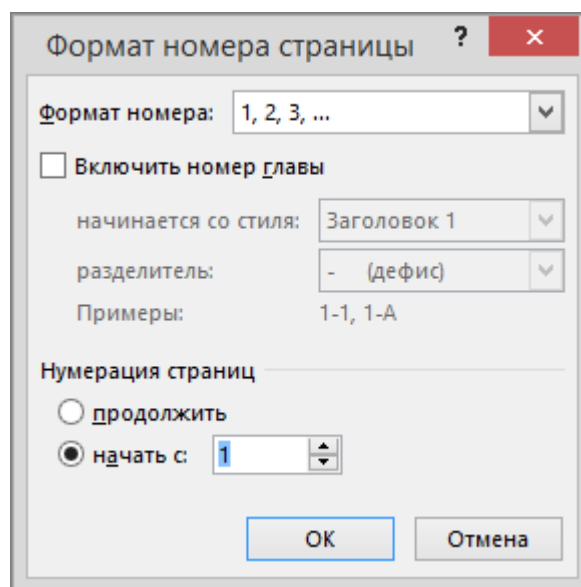 Формат номера страницы ? ×
Формат номера: 1, 2, 3, ...
Включить номер главы
начинается со стиля: Заголовок 1
разделитель: - (дефис)
Примеры: 1-1, 1-A
Нумерация страниц
продолжить
начать с: 1
ОК Отмена